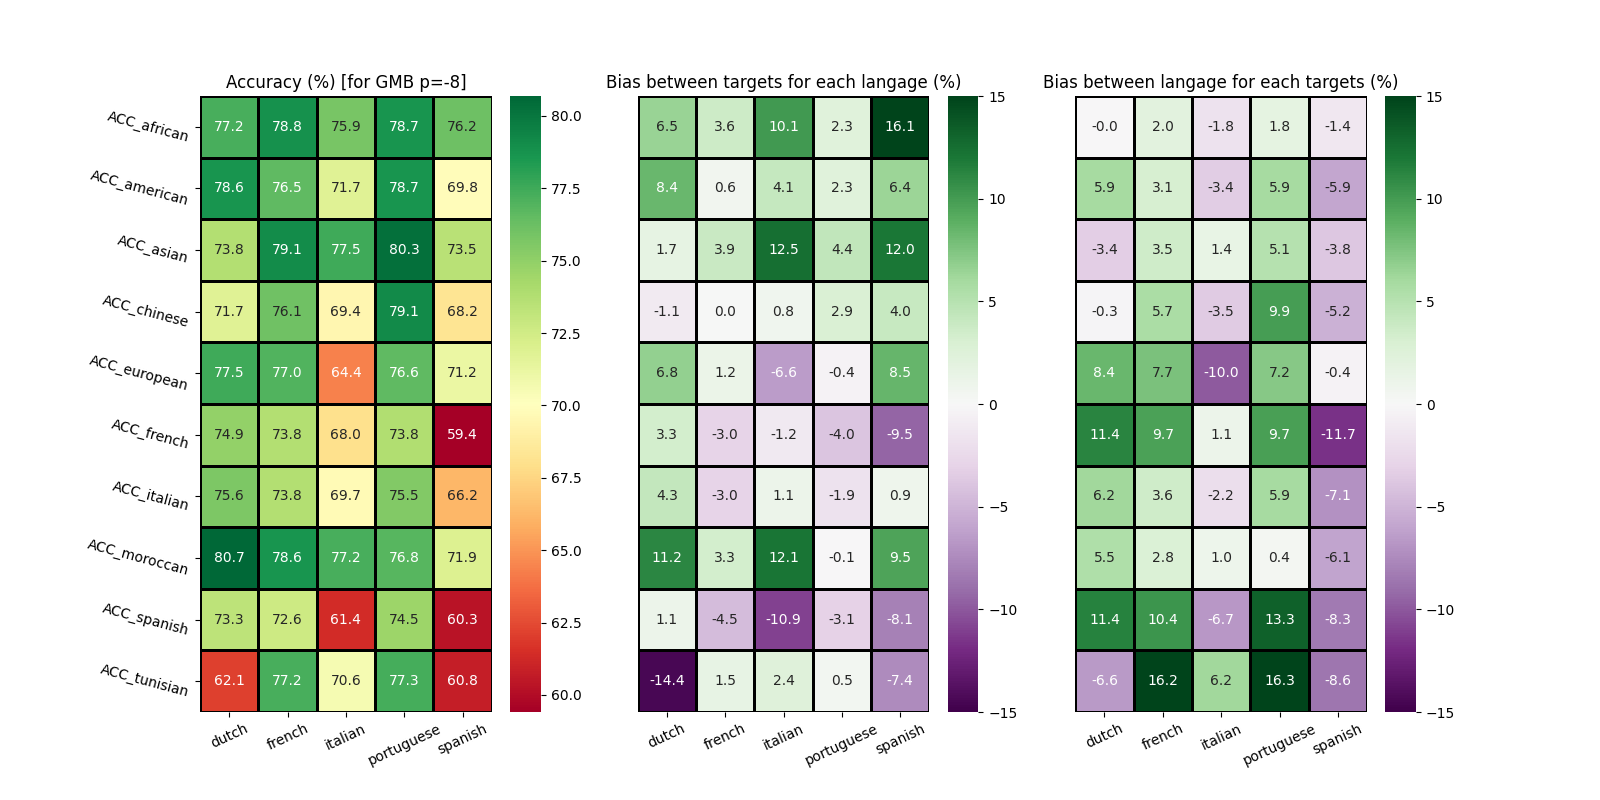 Accuracy (%) [for GMB p=-8]
Bias between targets for each langage (%)
Bias between langage for each targets (%)
ACC_african 77.2 78.8 75.9 78.7 76.2
ACC_american 78.6 76.5 71.7 78.7 69.8
ACC_asian 73.8 79.1 77.5 80.3 73.5
ACC_chinese 71.7 76.1 69.4 79.1 68.2
ACC_european 77.5 77.0 64.4 76.6 71.2
ACC_french 74.9 73.8 68.0 73.8 59.4
ACC_italian 75.6 73.8 69.7 75.5 66.2
ACC_moroccan 80.7 78.6 77.2 76.8 71.9
ACC_spanish 73.3 72.6 61.4 74.5 60.3
ACC_tunisian 62.1 77.2 70.6 77.3 60.8
dutch french italian portuguese spanish
80.0
77.5
75.0
72.5
70.0
67.5
65.0
62.5
60.0
6.5 3.6 10.1 2.3 16.1
8.4 0.6 4.1 2.3 6.4
1.7 3.9 12.5 4.4 12.0
-1.1 0.0 0.8 2.9 4.0
6.8 1.2 -6.6 -0.4 8.5
3.3 -3.0 -1.2 -4.0 -9.5
4.3 -3.0 1.1 -1.9 0.9
11.2 3.3 12.1 -0.1 9.5
1.1 -4.5 -10.9 -3.1 -8.1
-14.4 1.5 2.4 0.5 -7.4
dutch french italian portuguese spanish
15
10
5
0
−5
−10
−15
-0.0 2.0 -1.8 1.8 -1.4
5.9 3.1 -3.4 5.9 -5.9
-3.4 3.5 1.4 5.1 -3.8
-0.3 5.7 -3.5 9.9 -5.2
8.4 7.7 -10.0 7.2 -0.4
11.4 9.7 1.1 9.7 -11.7
6.2 3.6 -2.2 5.9 -7.1
5.5 2.8 1.0 0.4 -6.1
11.4 10.4 -6.7 13.3 -8.3
-6.6 16.2 6.2 16.3 -8.6
dutch french italian portuguese spanish
15
10
5
0
−5
−10
−15